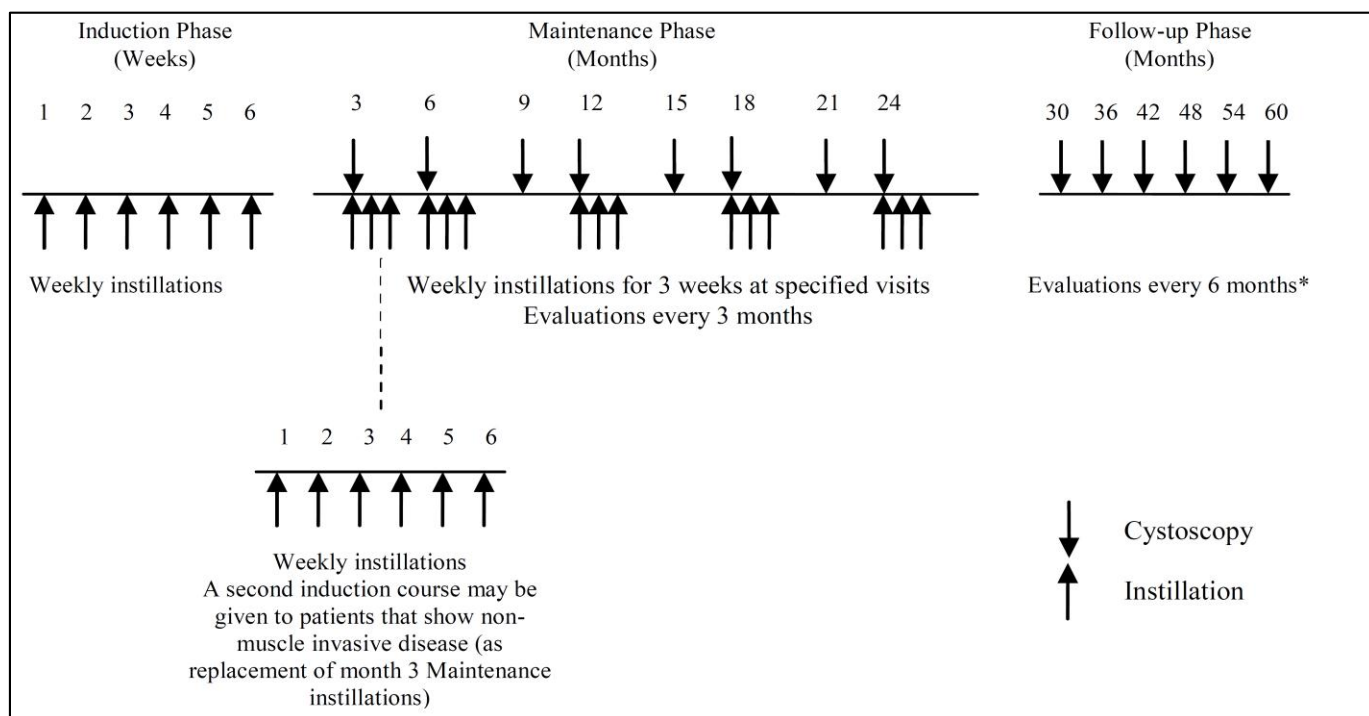 Induction Phase
(Weeks)
1 2 3 4 5 6
Weekly instillations
Maintenance Phase
(Months)
3 6 9 12 15 18 21 24
Weekly instillations for 3 weeks at specified visits
Evaluations every 3 months
Follow-up Phase
(Months)
30 36 42 48 54 60
Evaluations every 6 months*
1 2 3 4 5 6
Weekly instillations
A second induction course may be
given to patients that show non-
muscle invasive disease (as
replacement of month 3 Maintenance
instillations)
Cystoscopy
Instillation